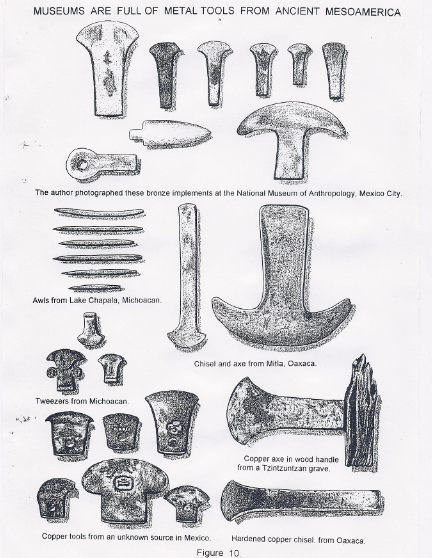 MUSEUMS ARE FULL OF METAL TOOLS FROM ANCIENT MESOAMERICA
The author photographed these bronze implements at the National Museum of Anthropology, Mexico City.
Awls from Lake Chapala, Michoacan.
Chisel and axe from Mitla, Oaxaca.
Tweezers from Michoacan.
Copper axe in wood handle
from a Tzintzuntzan grave.
Copper tools from an unknown source in Mexico.
Hardened copper chisel, from Oaxaca.
Figure 10.